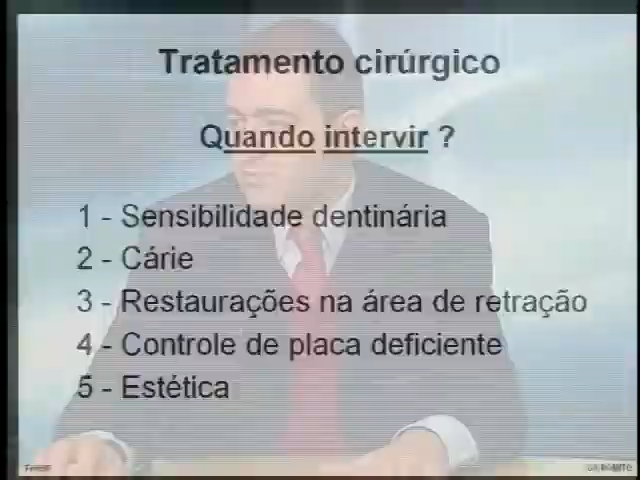 Tratamento cirúrgico
Quando intervir ?
1 - Sensibilidade dentinária
2 - Cárie
3 - Restaurações na área de retração
4 - Controle de placa deficiente
5 - Estética